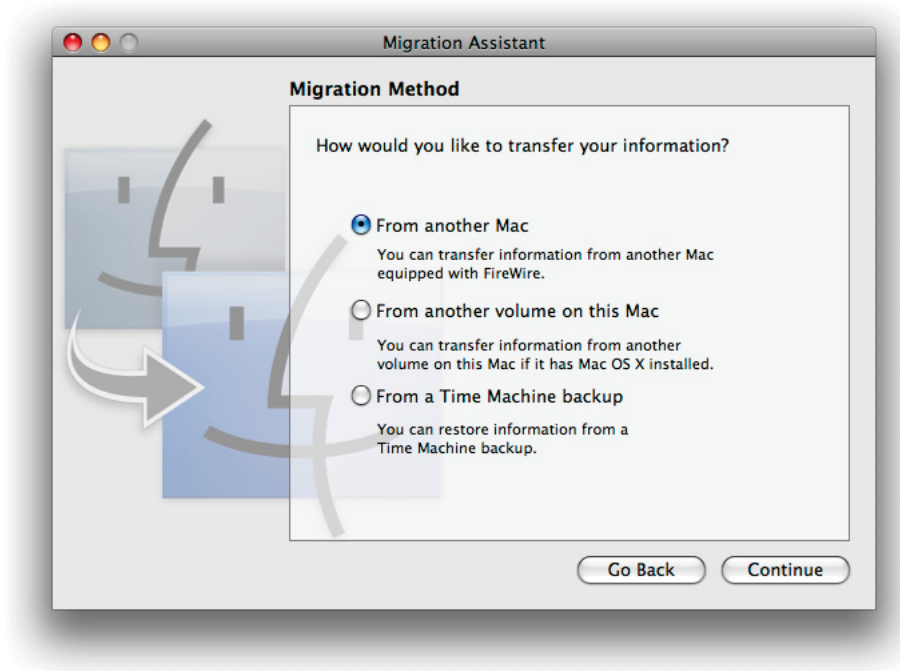 Migration Assistant
Migration Method
How would you like to transfer your information?
From another Mac
You can transfer information from another Mac
equipped with FireWire.
From another volume on this Mac
You can transfer information from another
volume on this Mac if it has Mac OS X installed.
From a Time Machine backup
You can restore information from a
Time Machine backup.
Go Back
Continue